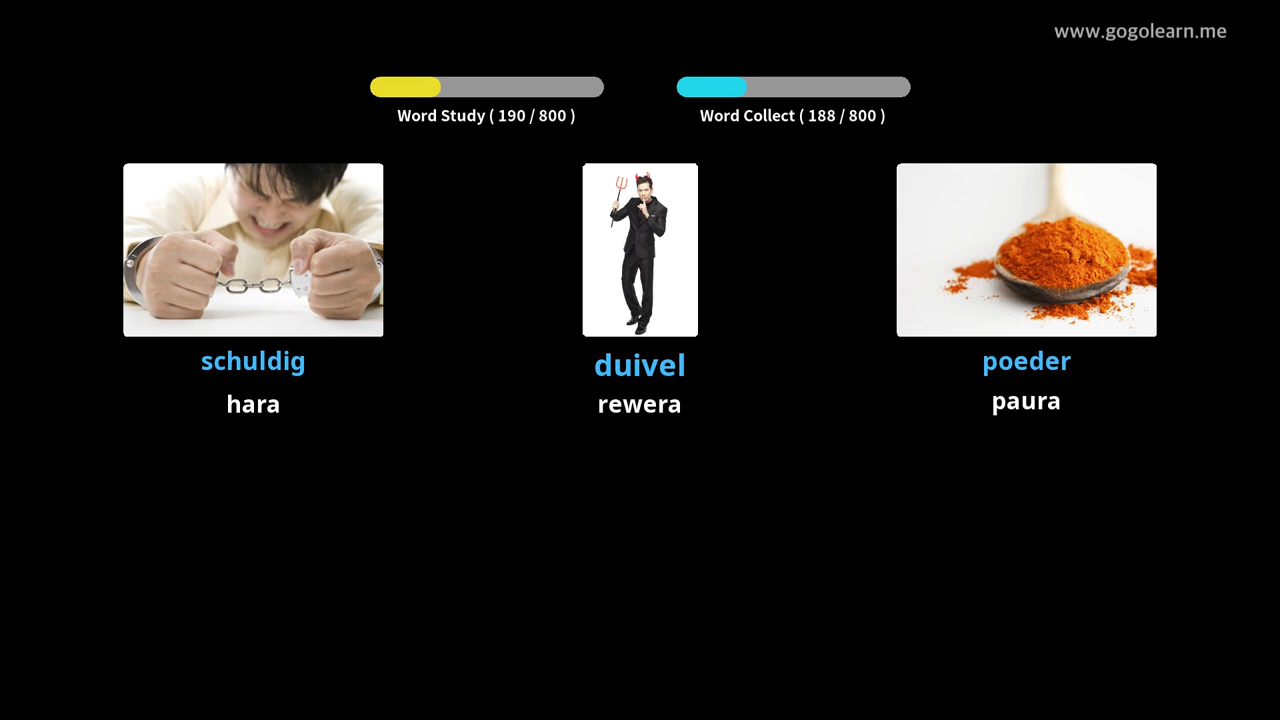 www.gogolearn.me
Word Study ( 190 / 800 )
Word Collect ( 188 / 800 )
schuldig
hara
duivel
rewera
poeder
paura